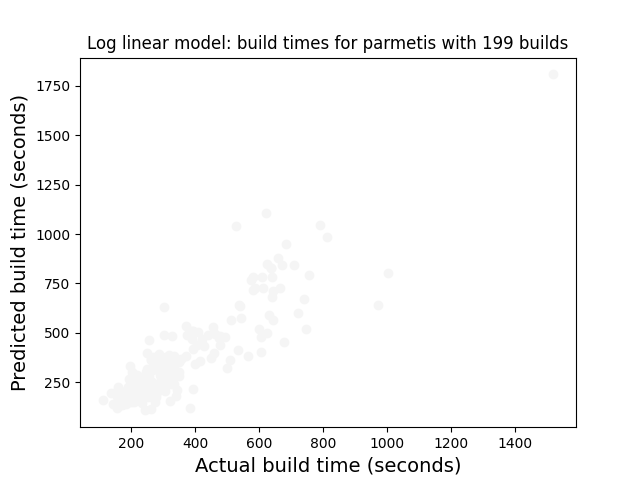 Log linear model: build times for parmetis with 199 builds
Predicted build time (seconds)
1750
1500
1250
1000
750
500
250
200 400 600 800 1000 1200 1400
Actual build time (seconds)